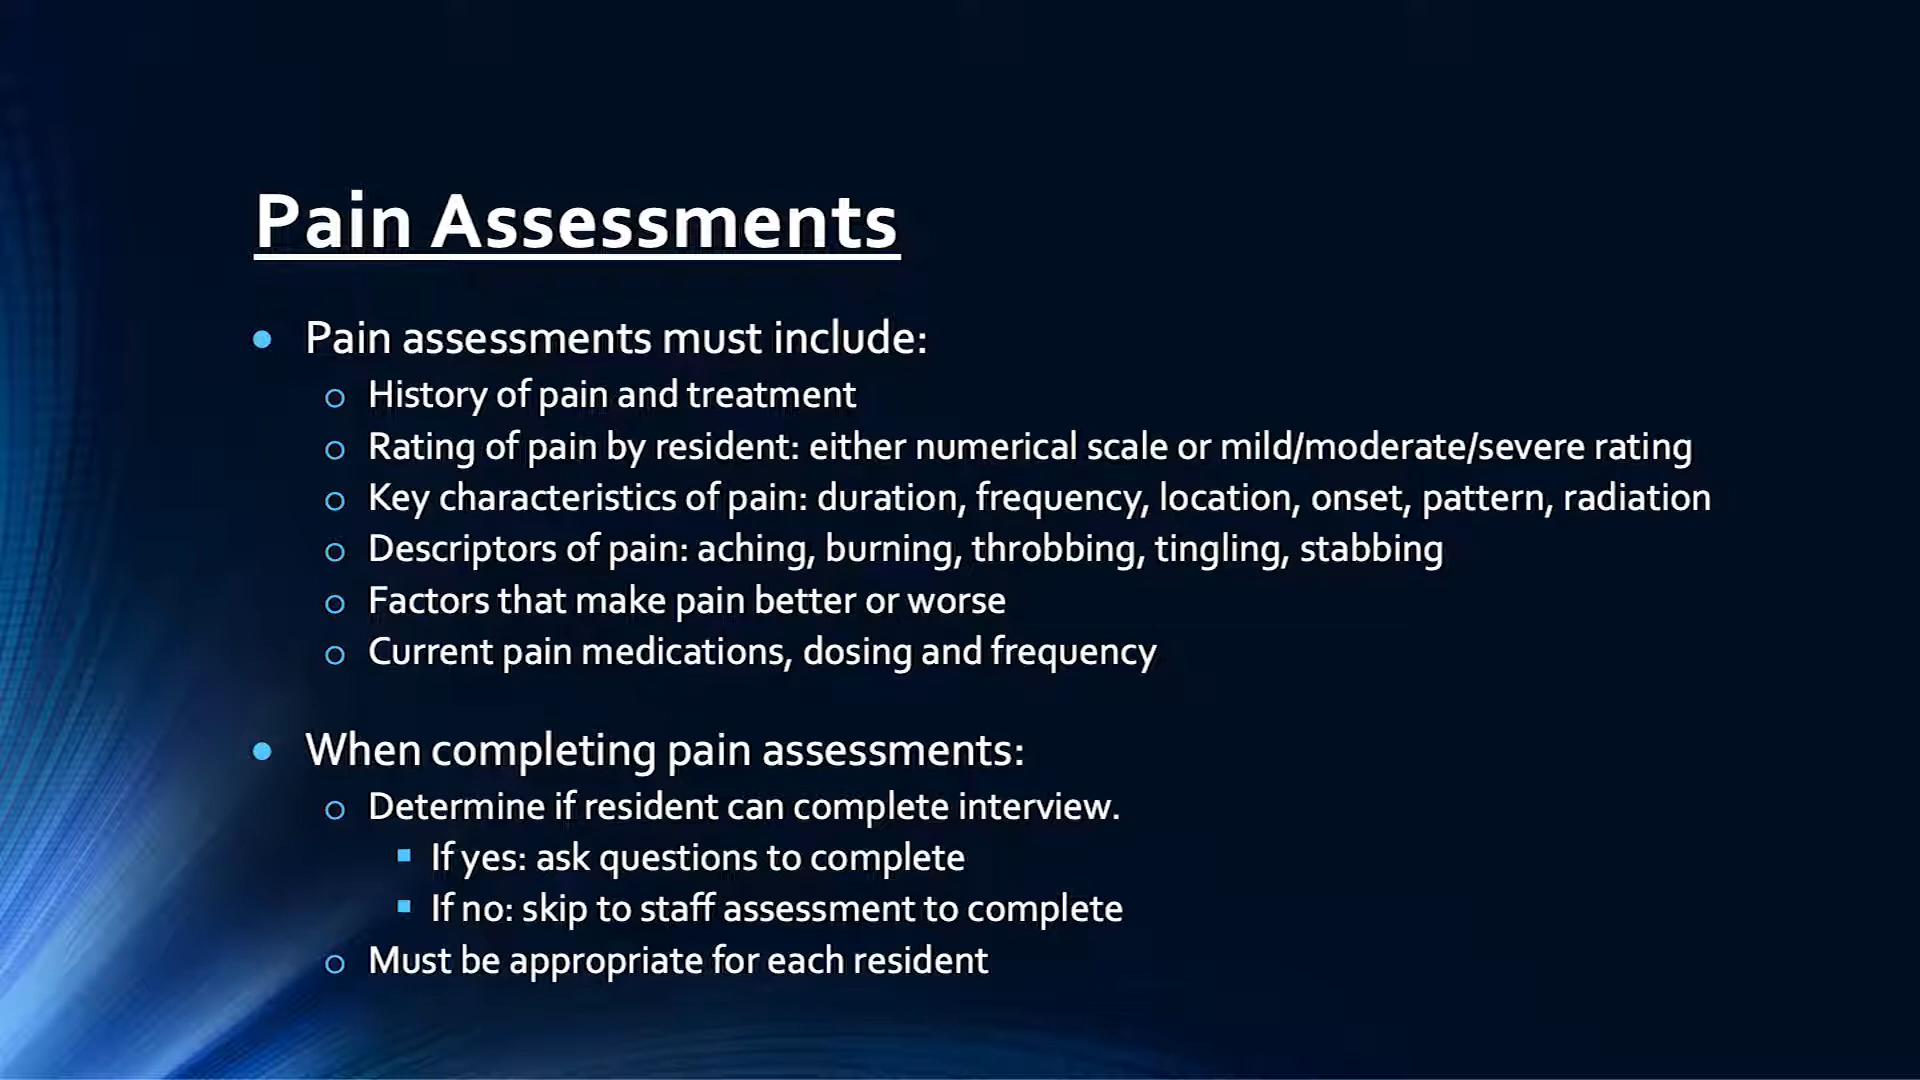 Pain Assessments
Pain assessments must include:
History of pain and treatment
Rating of pain by resident: either numerical scale or mild/moderate/severe rating
Key characteristics of pain: duration, frequency, location, onset, pattern, radiation
Descriptors of pain: aching, burning, throbbing, tingling, stabbing
Factors that make pain better or worse
Current pain medications, dosing and frequency
When completing pain assessments:
Determine if resident can complete interview.
If yes: ask questions to complete
If no: skip to staff assessment to complete
Must be appropriate for each resident